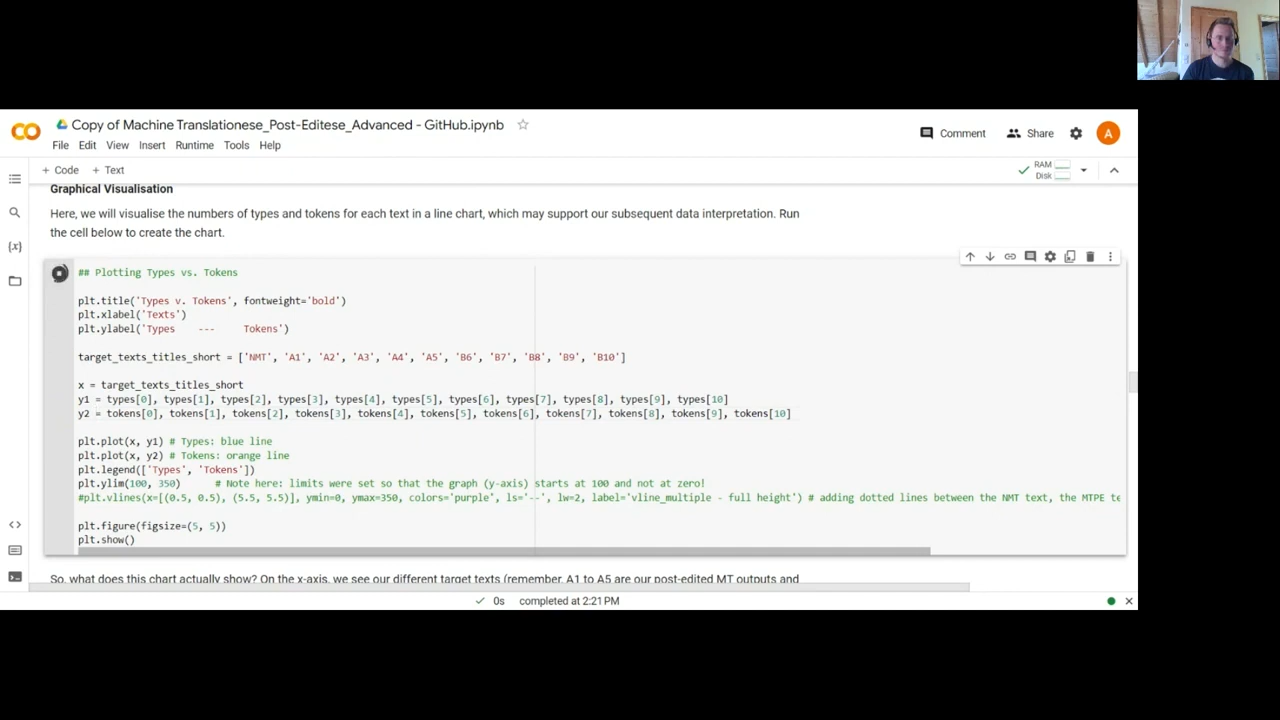 Copy of Machine Translationese_Post-Editese_Advanced - GitHub.ipynb
Comment
Share
A
File Edit View Insert Runtime Tools Help
+ Code + Text
RAM
Disk
Graphical Visualisation
Here, we will visualise the numbers of types and tokens for each text in a line chart, which may support our subsequent data interpretation. Run
the cell below to create the chart.
{x}
## Plotting Types vs. Tokens
plt.title('Types v. Tokens', fontweight='bold')
plt.xlabel('Texts')
plt.ylabel('Types    ---     Tokens')
target_texts_titles_short = ['NMT', 'A1', 'A2', 'A3', 'A4', 'A5', 'B6', 'B7', 'B8', 'B9', 'B10']
x = target_texts_titles_short
y1 = types[0], types[1], types[2], types[3], types[4], types[5], types[6], types[7], types[8], types[9], types[10]
y2 = tokens[0], tokens[1], tokens[2], tokens[3], tokens[4], tokens[5], tokens[6], tokens[7], tokens[8], tokens[9], tokens[10]
plt.plot(x, y1) # Types: blue line
plt.plot(x, y2) # Tokens: orange line
plt.legend(['Types', 'Tokens'])
plt.ylim(100, 350)      # Note here: limits were set so that the graph (y-axis) starts at 100 and not at zero!
#plt.vlines(x=[(0.5, 0.5), (5.5, 5.5)], ymin=0, ymax=350, colors='purple', ls='--', lw=2, label='vline_multiple - full height') # adding dotted lines between the NMT text, the MTPE te
plt.figure(figsize=(5, 5))
plt.show()
So, what does this chart actually show? On the x-axis, we see our different target texts (remember, A1 to A5 are our post-edited MT outputs and
0s completed at 2:21 PM